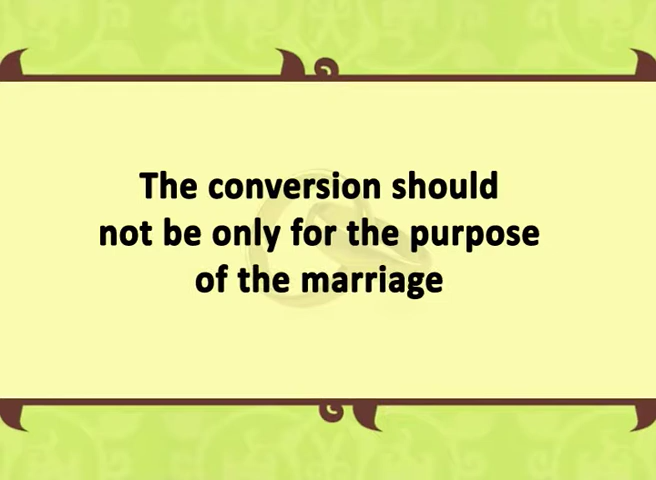 The conversion should
not be only for the purpose
of the marriage